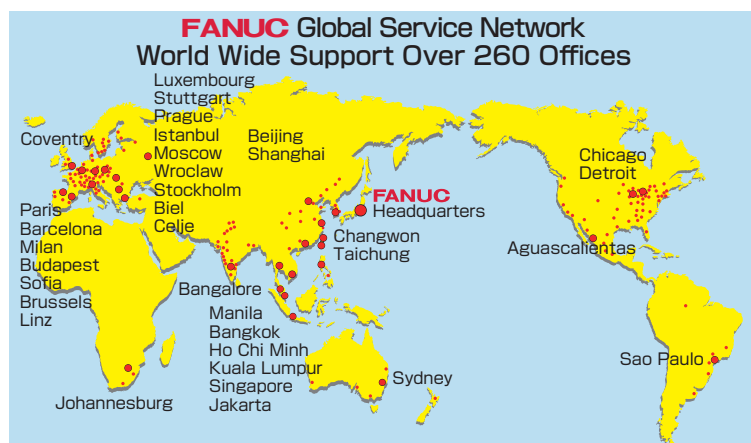 FANUC Global Service Network
World Wide Support Over 260 Offices
Luxembourg
Stuttgart
Prague
Istanbul
Moscow
Wroclaw
Stockholm
Biel
Celje
Coventry
Beijing
Shanghai
Chicago
Detroit
FANUC
Headquarters
Paris
Barcelona
Milan
Budapest
Sofia
Brussels
Linz
Changwon
Taichung
Aguascalientas
Bangalore
Manila
Bangkok
Ho Chi Minh
Kuala Lumpur
Singapore
Jakarta
Sao Paulo
Sydney
Johannesburg